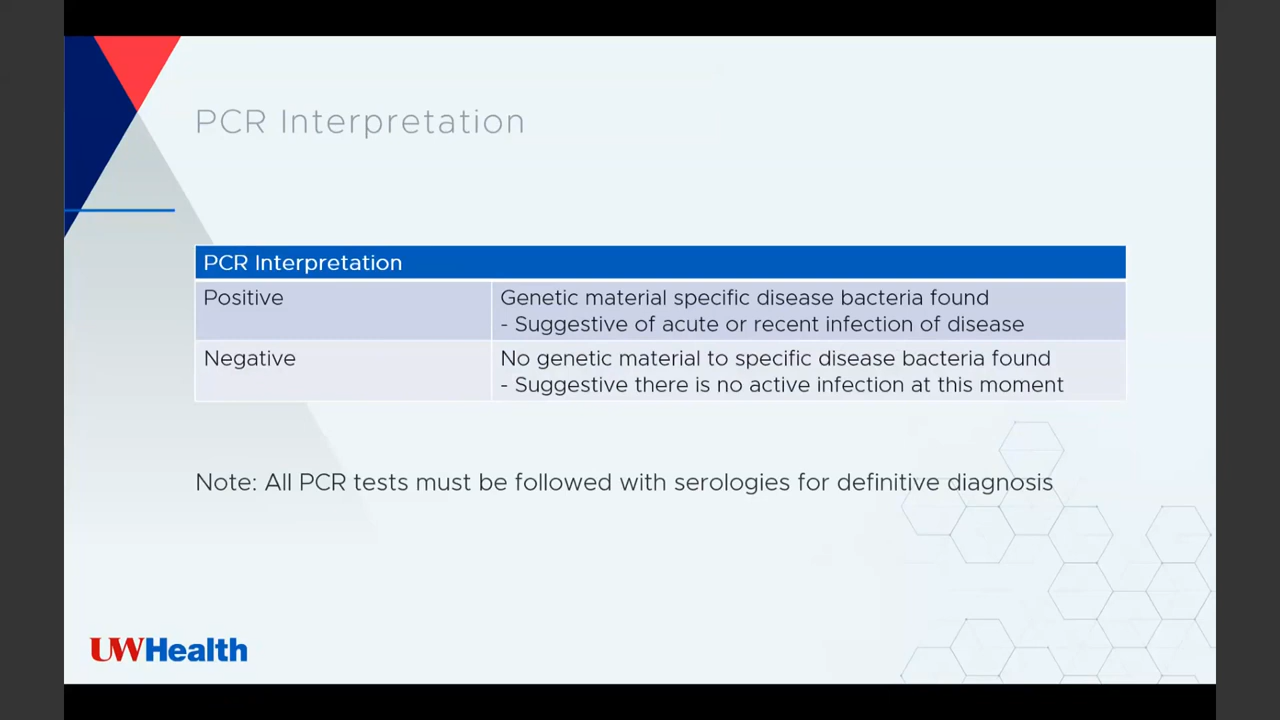 PCR Interpretation
PCR Interpretation
Positive
Genetic material specific disease bacteria found
- Suggestive of acute or recent infection of disease
Negative
No genetic material to specific disease bacteria found
- Suggestive there is no active infection at this moment
Note: All PCR tests must be followed with serologies for definitive diagnosis
UWHealth